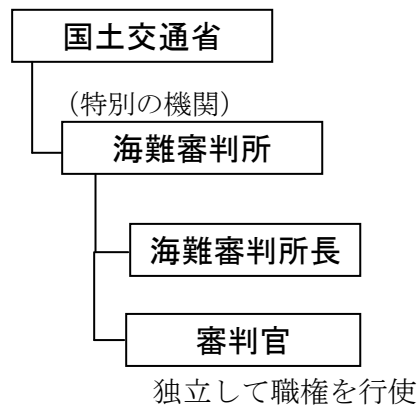 国土交通省
（特別の機関）
海難審判所
海難審判所長
審判官
独立して職権を行使